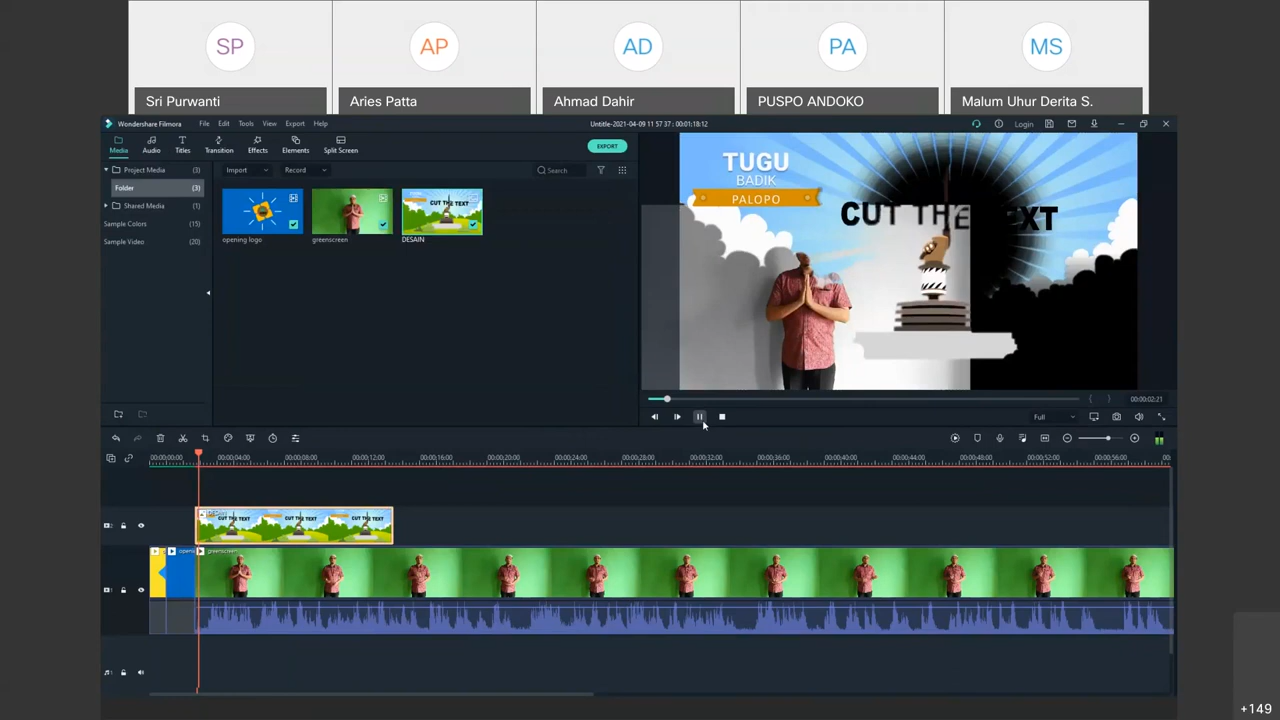 SP
AP
AD
PA
MS
Sri Purwanti
Aries Patta
Ahmad Dahir
PUSPO ANDOKO
Malum Uhur Derita S.
Wondershare Filmora
File Edit Tools View Export Help
Untitle-2021-04-09 11 57 37 : 00:01:18:12
Login
Media Audio Titles Transition Effects Elements Split Screen
EXPORT
Project Media (3)
Folder (3)
Shared Media (1)
Sample Colors (15)
Sample Video (20)
Import
Record
Search
opening logo
greenscreen
CUT THE TEXT
DESAIN
TUGU
BADIK
PALOPO
CUT THE TEXT
00:00:02:21
Full
00:00:00:00 00:00:04:00 00:00:08:00 00:00:12:00 00:00:16:00 00:00:20:00 00:00:24:00 00:00:28:00 00:00:32:00 00:00:36:00 00:00:40:00 00:00:44:00 00:00:48:00 00:00:52:00 00:00:56:00 00:
CUT THE TEXT CUT THE TEXT CUT THE TEXT
greenscreen
+149